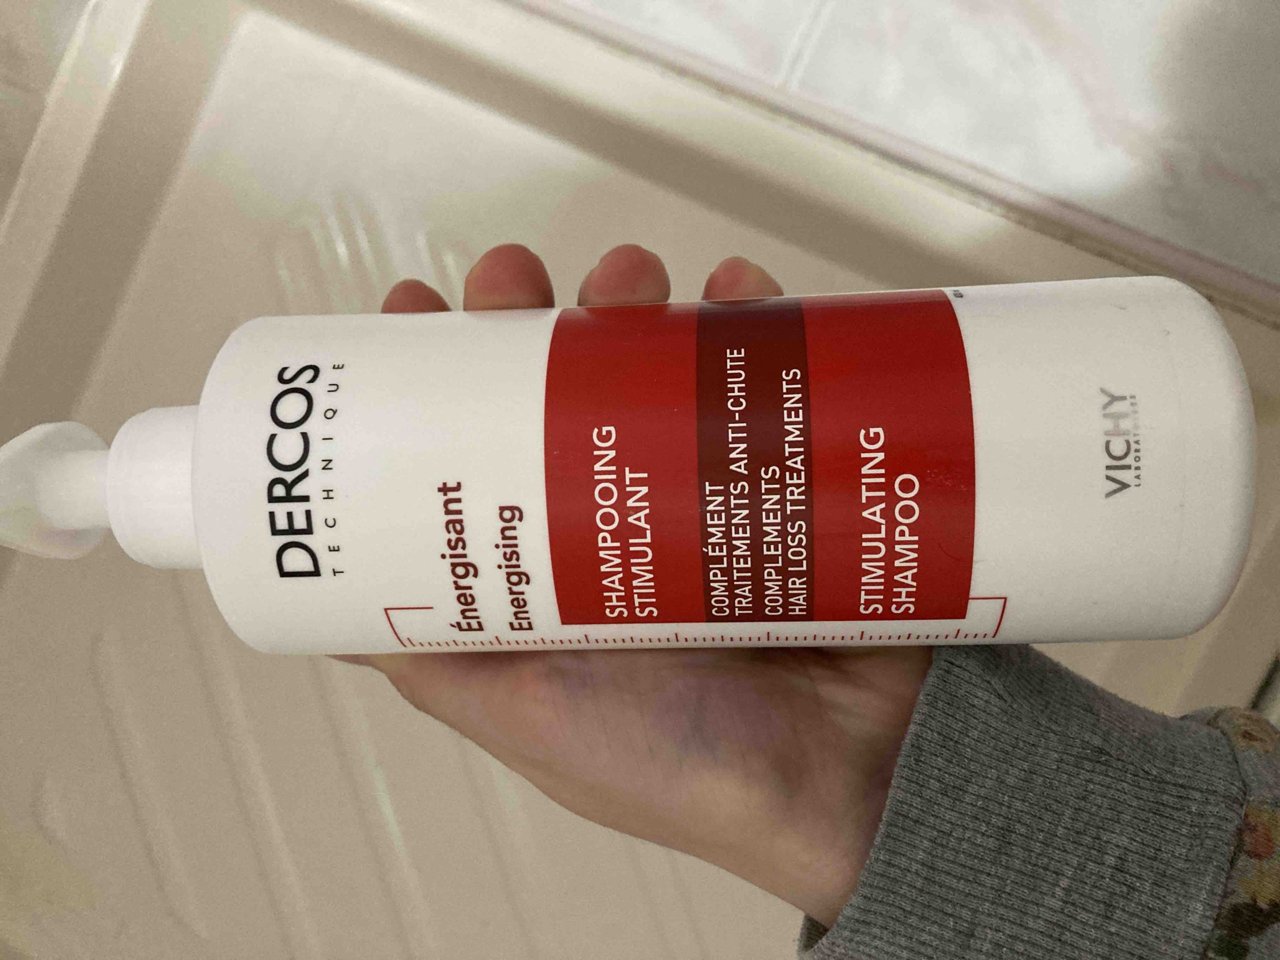 DERCOS
TECHNIQUE
Énergisant
Energising
SHAMPOOING
STIMULANT
COMPLÉMENT
TRAITEMENTS ANTI-CHUTE
COMPLEMENTS
HAIR LOSS TREATMENTS
STIMULATING
SHAMPOO
VICHY
LABORATOIRES